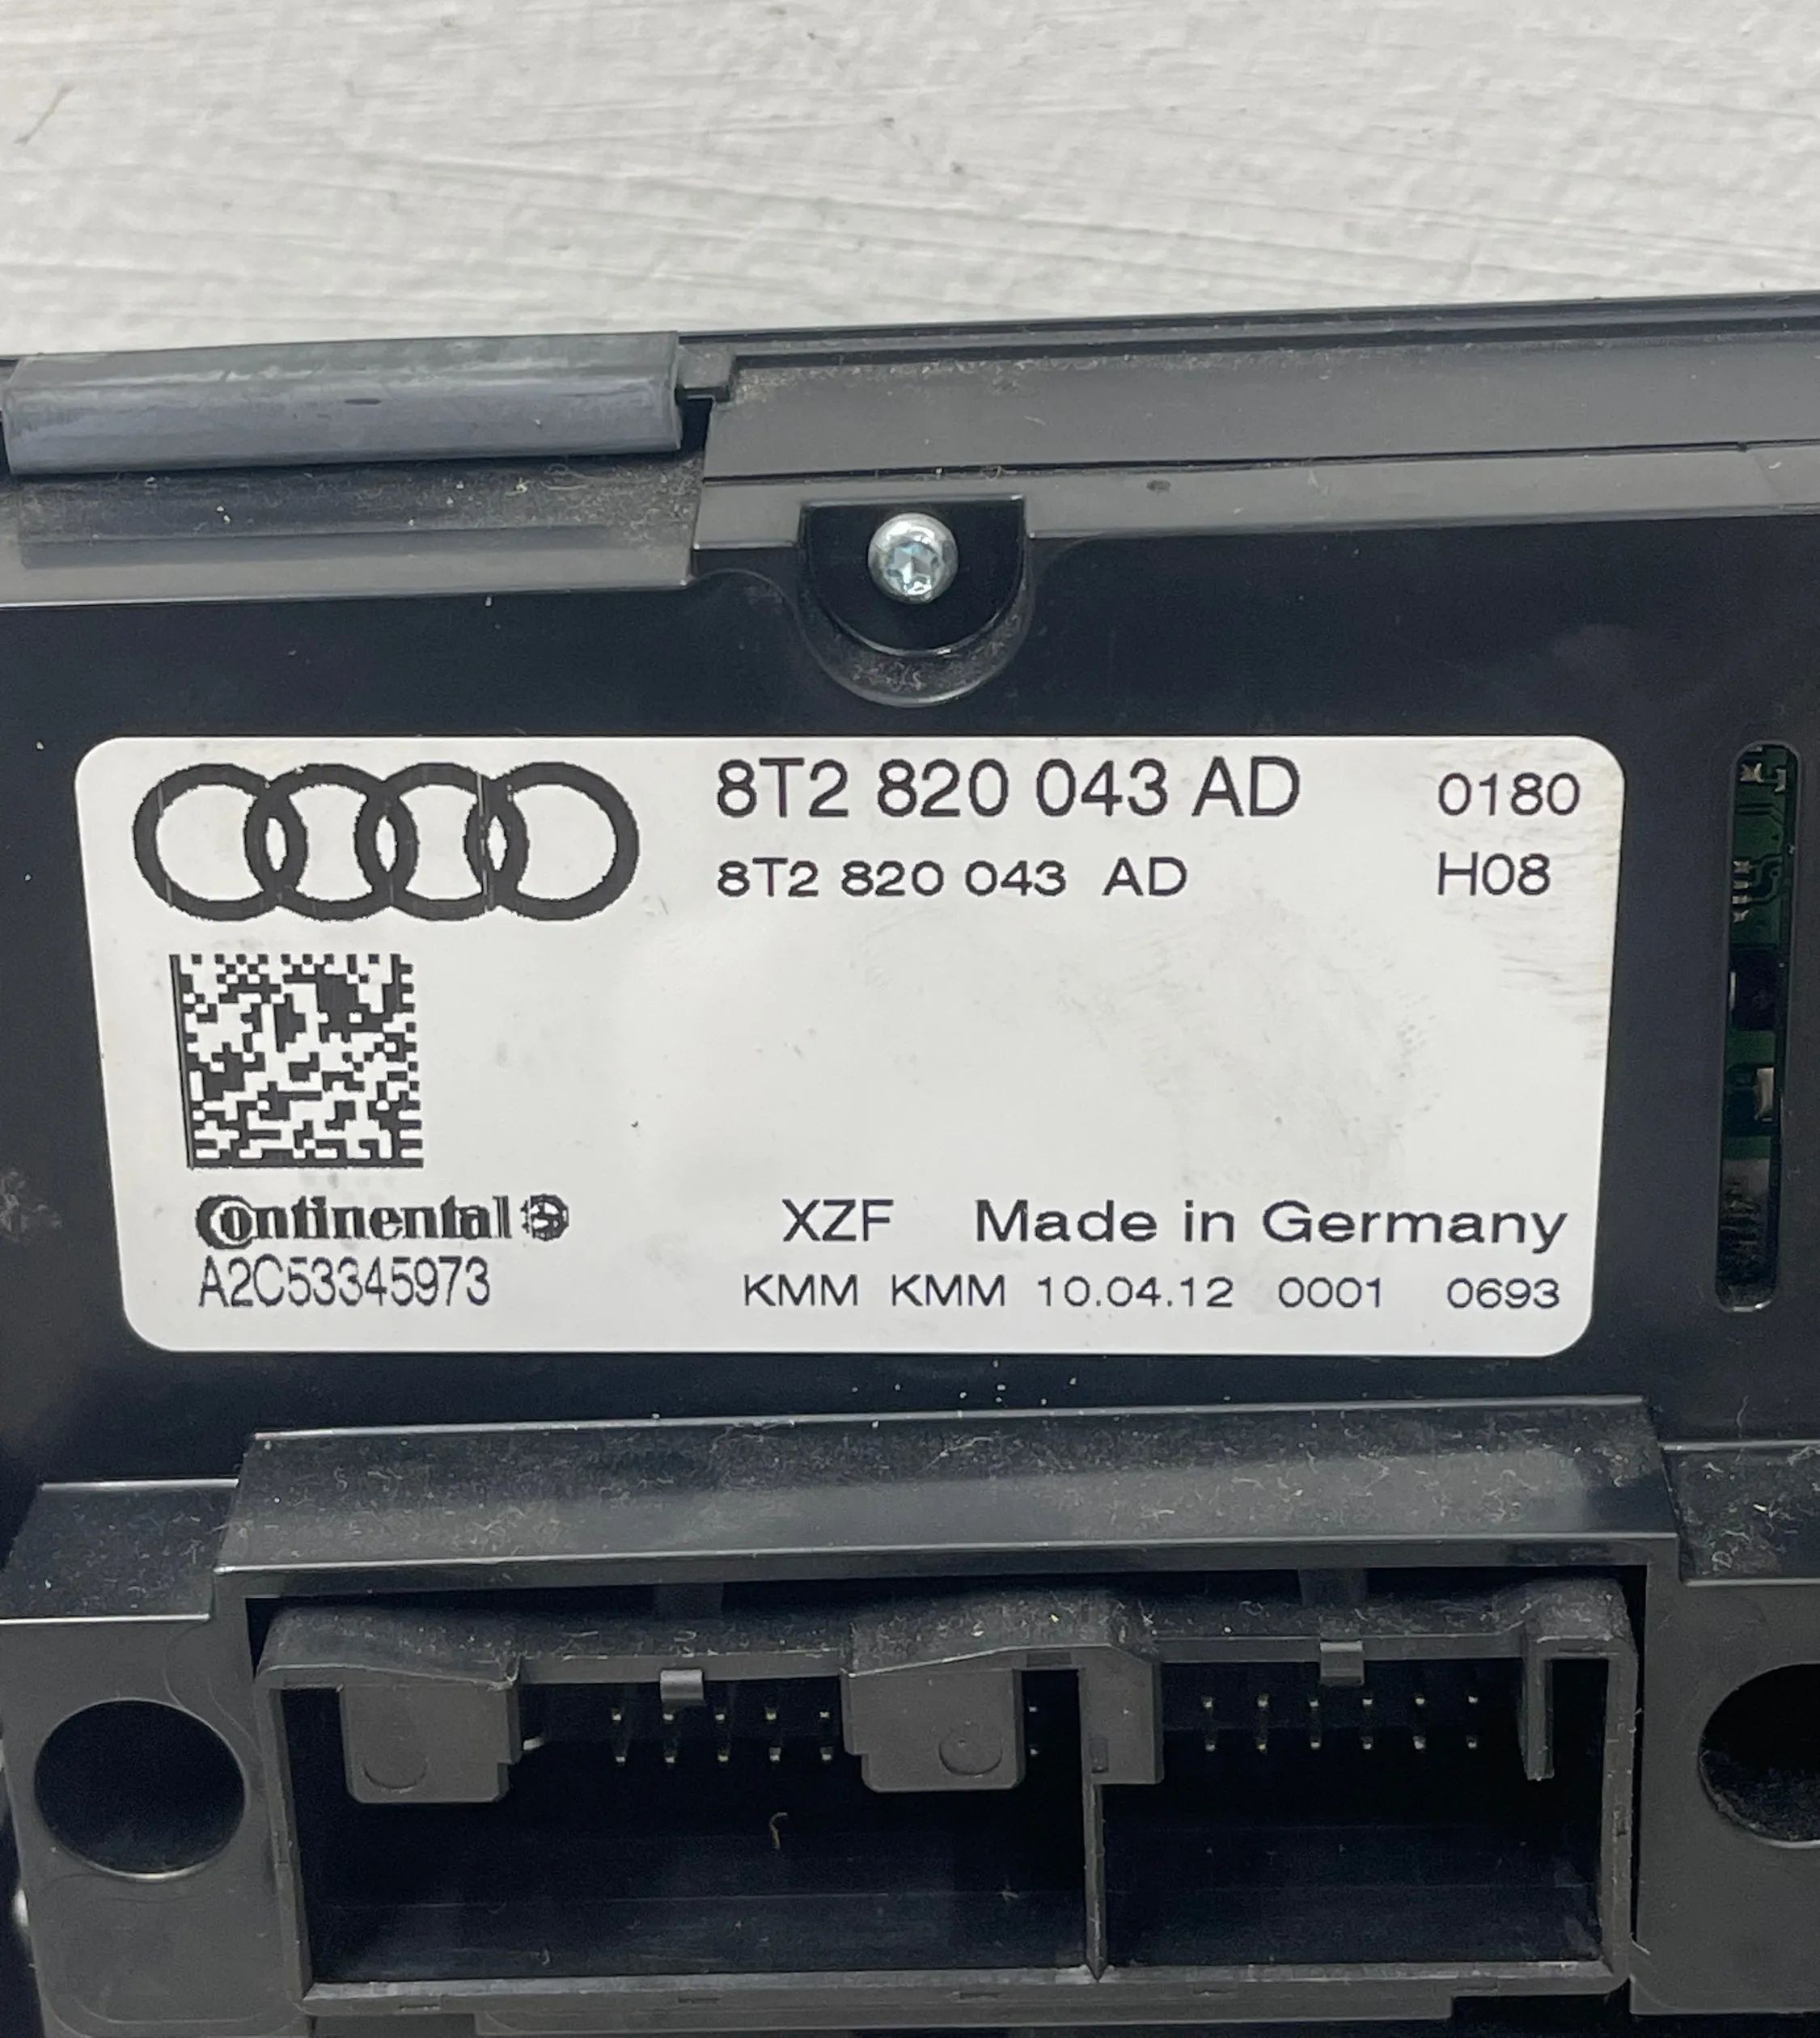 8T2 820 043 AD 0180
8T2 820 043 AD H08
Continental
A2C53345973
XZF Made in Germany
KMM KMM 10.04.12 0001 0693